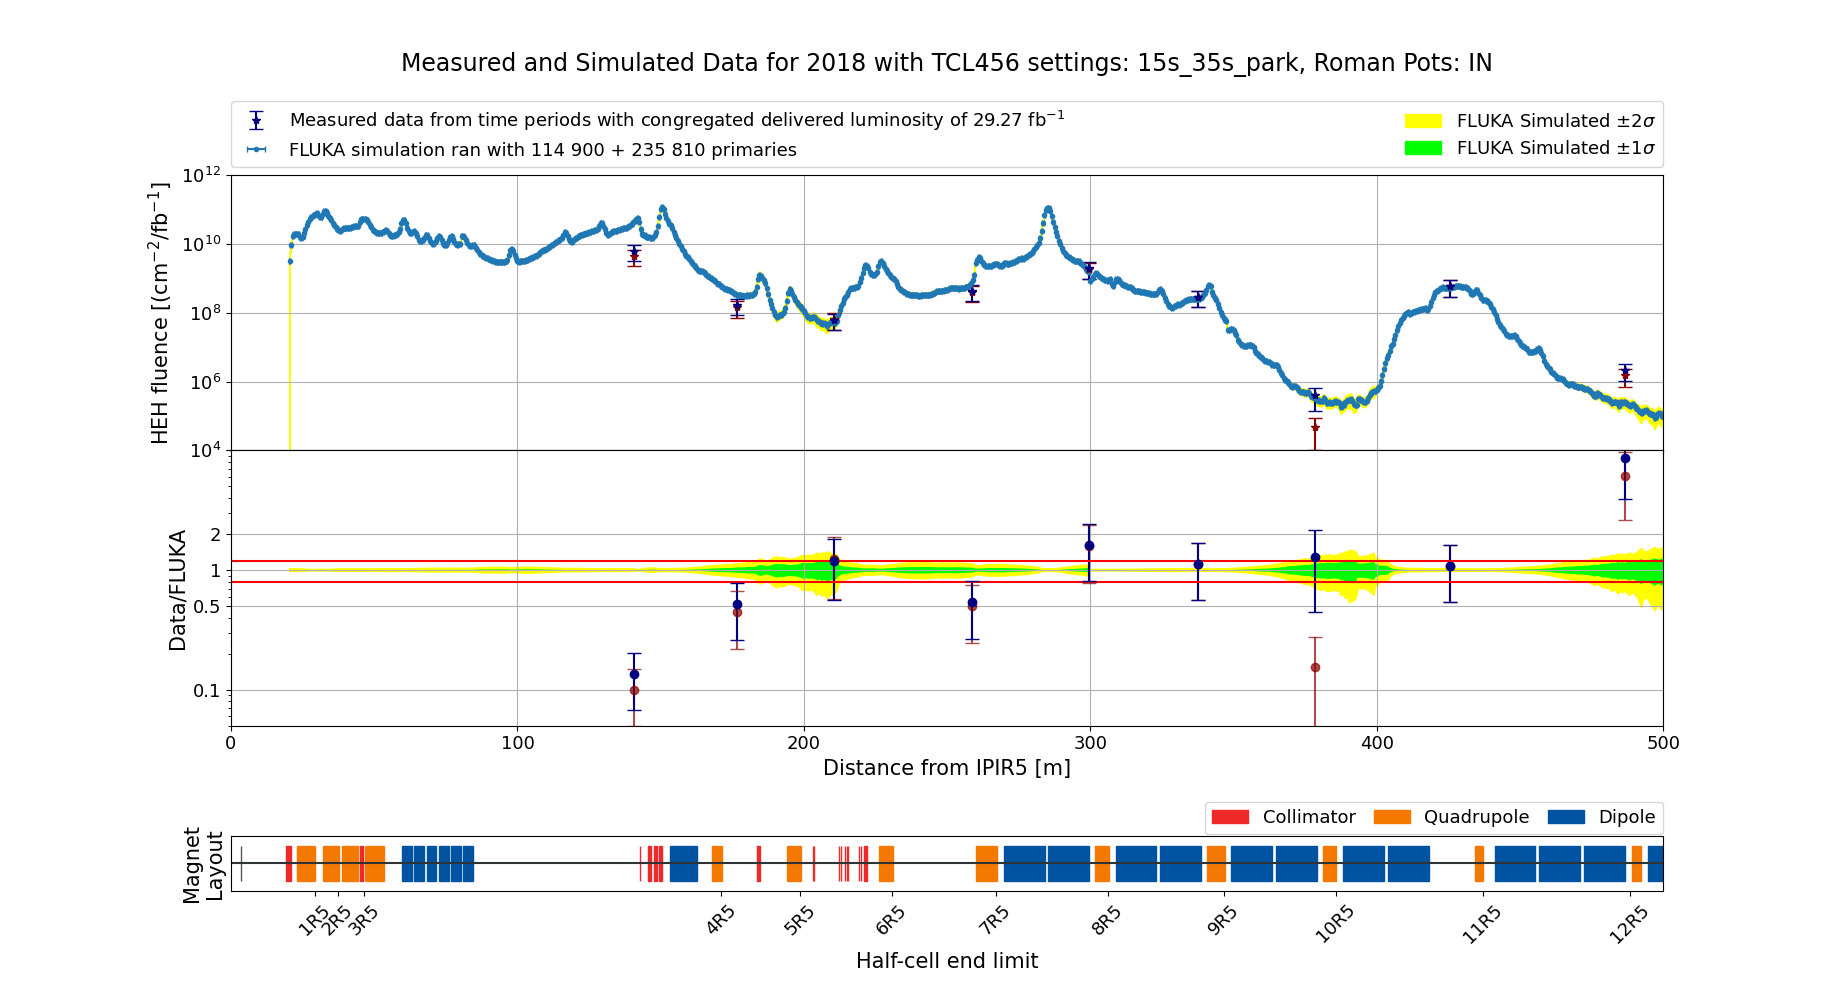 Measured and Simulated Data for 2018 with TCL456 settings: 15s_35s_park, Roman Pots: IN
Measured data from time periods with congregated delivered luminosity of 29.27 fb⁻¹
FLUKA simulation ran with 114 900 + 235 810 primaries
FLUKA Simulated ±2σ
FLUKA Simulated ±1σ
HEH fluence [(cm⁻²/fb⁻¹]
10¹²
10¹⁰
10⁸
10⁶
10⁴
Data/FLUKA
2
1
0.5
0.1
0 100 200 300 400 500
Distance from IPIR5 [m]
Collimator Quadrupole Dipole
Magnet
Layout
1R5 2R5 3R5 4R5 5R5 6R5 7R5 8R5 9R5 10R5 11R5 12R5
Half-cell end limit